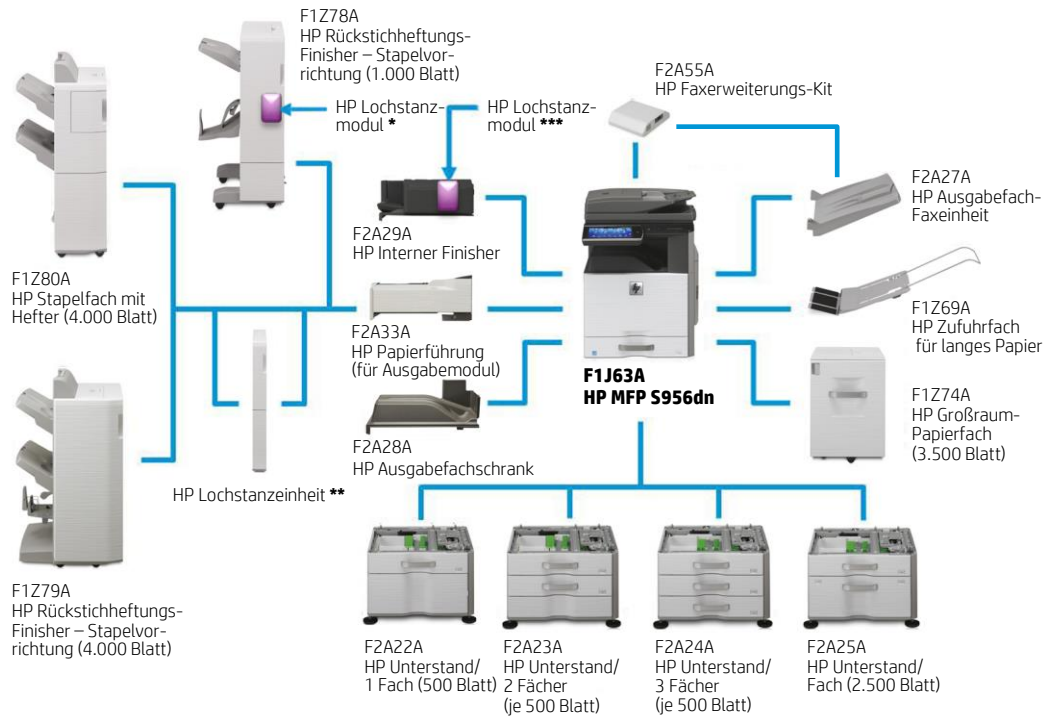 F1Z78A
HP Rückstichheftungs-
Finisher – Stapelvor-
richtung (1.000 Blatt)
HP Lochstanz-
modul *
HP Lochstanz-
modul ***
F2A55A
HP Faxerweiterungs-Kit
F2A27A
HP Ausgabefach-
Faxeinheit
F2A29A
HP Interner Finisher
F1Z80A
HP Stapelfach mit
Hefter (4.000 Blatt)
F2A33A
HP Papierführung
(für Ausgabemodul)
F1J63A
HP MFP S956dn
F1Z69A
HP Zufuhrfach
für langes Papier
F1Z74A
HP Großraum-
Papierfach
(3.500 Blatt)
F2A28A
HP Ausgabefachschrank
HP Lochstanzeinheit **
F1Z79A
HP Rückstichheftungs-
Finisher – Stapelvor-
richtung (4.000 Blatt)
F2A22A
HP Unterstand/
1 Fach (500 Blatt)
F2A23A
HP Unterstand/
2 Fächer
(je 500 Blatt)
F2A24A
HP Unterstand/
3 Fächer
(je 500 Blatt)
F2A25A
HP Unterstand/
Fach (2.500 Blatt)